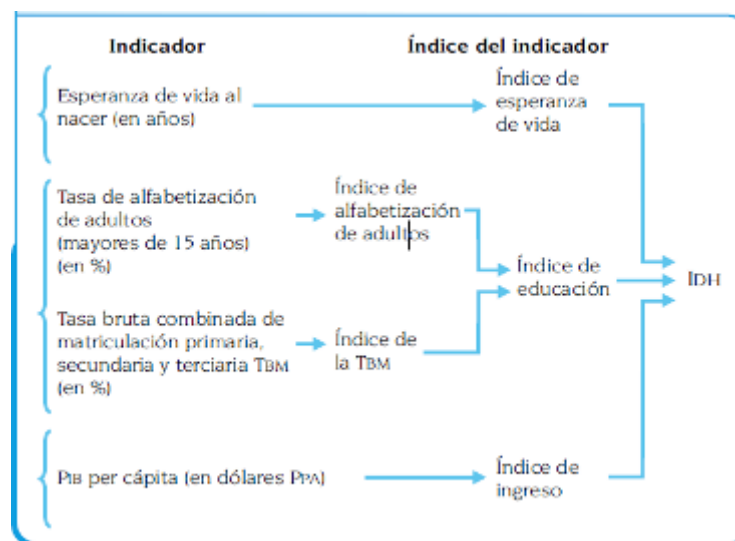 Indicador
Índice del indicador
Esperanza de vida al
nacer (en años)
Índice de
esperanza
de vida
Tasa de alfabetización
de adultos
(mayores de 15 años)
(en %)
Índice de
alfabetización
de adultos
Tasa bruta combinada de
matriculación primaria,
secundaria y terciaria TBM
(en %)
Índice de
la TBM
Índice de
educación
IDH
PIB per cápita (en dólares PPA)
Índice de
ingreso